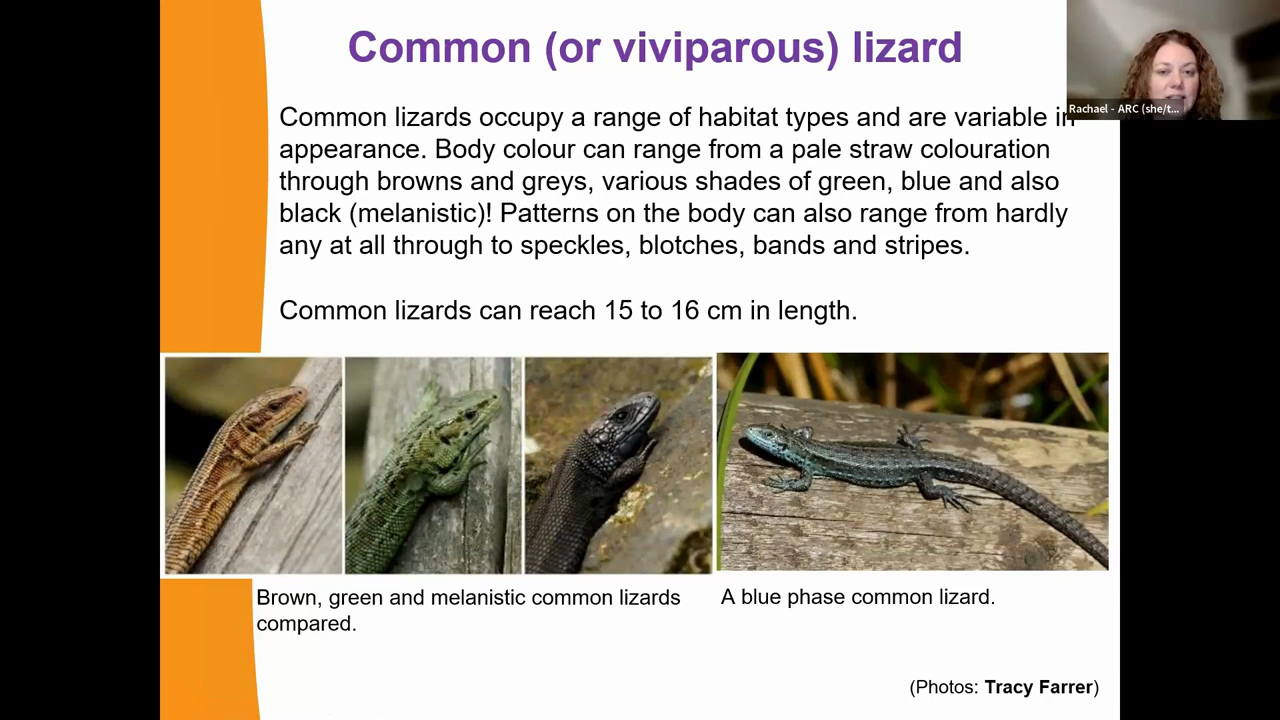 Common (or viviparous) lizard
Rachael - ARC (she/t...
Common lizards occupy a range of habitat types and are variable in
appearance. Body colour can range from a pale straw colouration
through browns and greys, various shades of green, blue and also
black (melanistic)! Patterns on the body can also range from hardly
any at all through to speckles, blotches, bands and stripes.
Common lizards can reach 15 to 16 cm in length.
Brown, green and melanistic common lizards
compared.
A blue phase common lizard.
(Photos: Tracy Farrer)